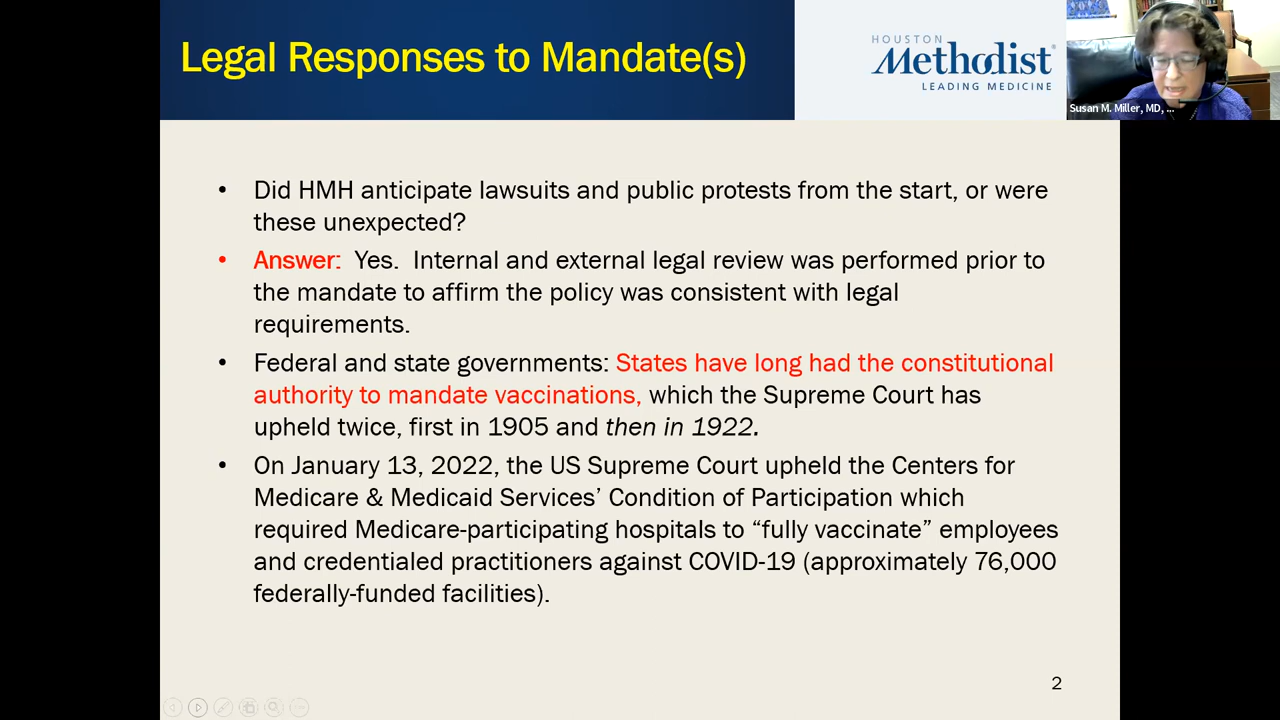 Legal Responses to Mandate(s)
HOUSTON
Methodist®
LEADING MEDICINE
Susan M. Miller, MD, ...
• Did HMH anticipate lawsuits and public protests from the start, or were
these unexpected?
• Answer: Yes. Internal and external legal review was performed prior to
the mandate to affirm the policy was consistent with legal
requirements.
• Federal and state governments: States have long had the constitutional
authority to mandate vaccinations, which the Supreme Court has
upheld twice, first in 1905 and then in 1922.
• On January 13, 2022, the US Supreme Court upheld the Centers for
Medicare & Medicaid Services’ Condition of Participation which
required Medicare-participating hospitals to “fully vaccinate” employees
and credentialed practitioners against COVID-19 (approximately 76,000
federally-funded facilities).
2